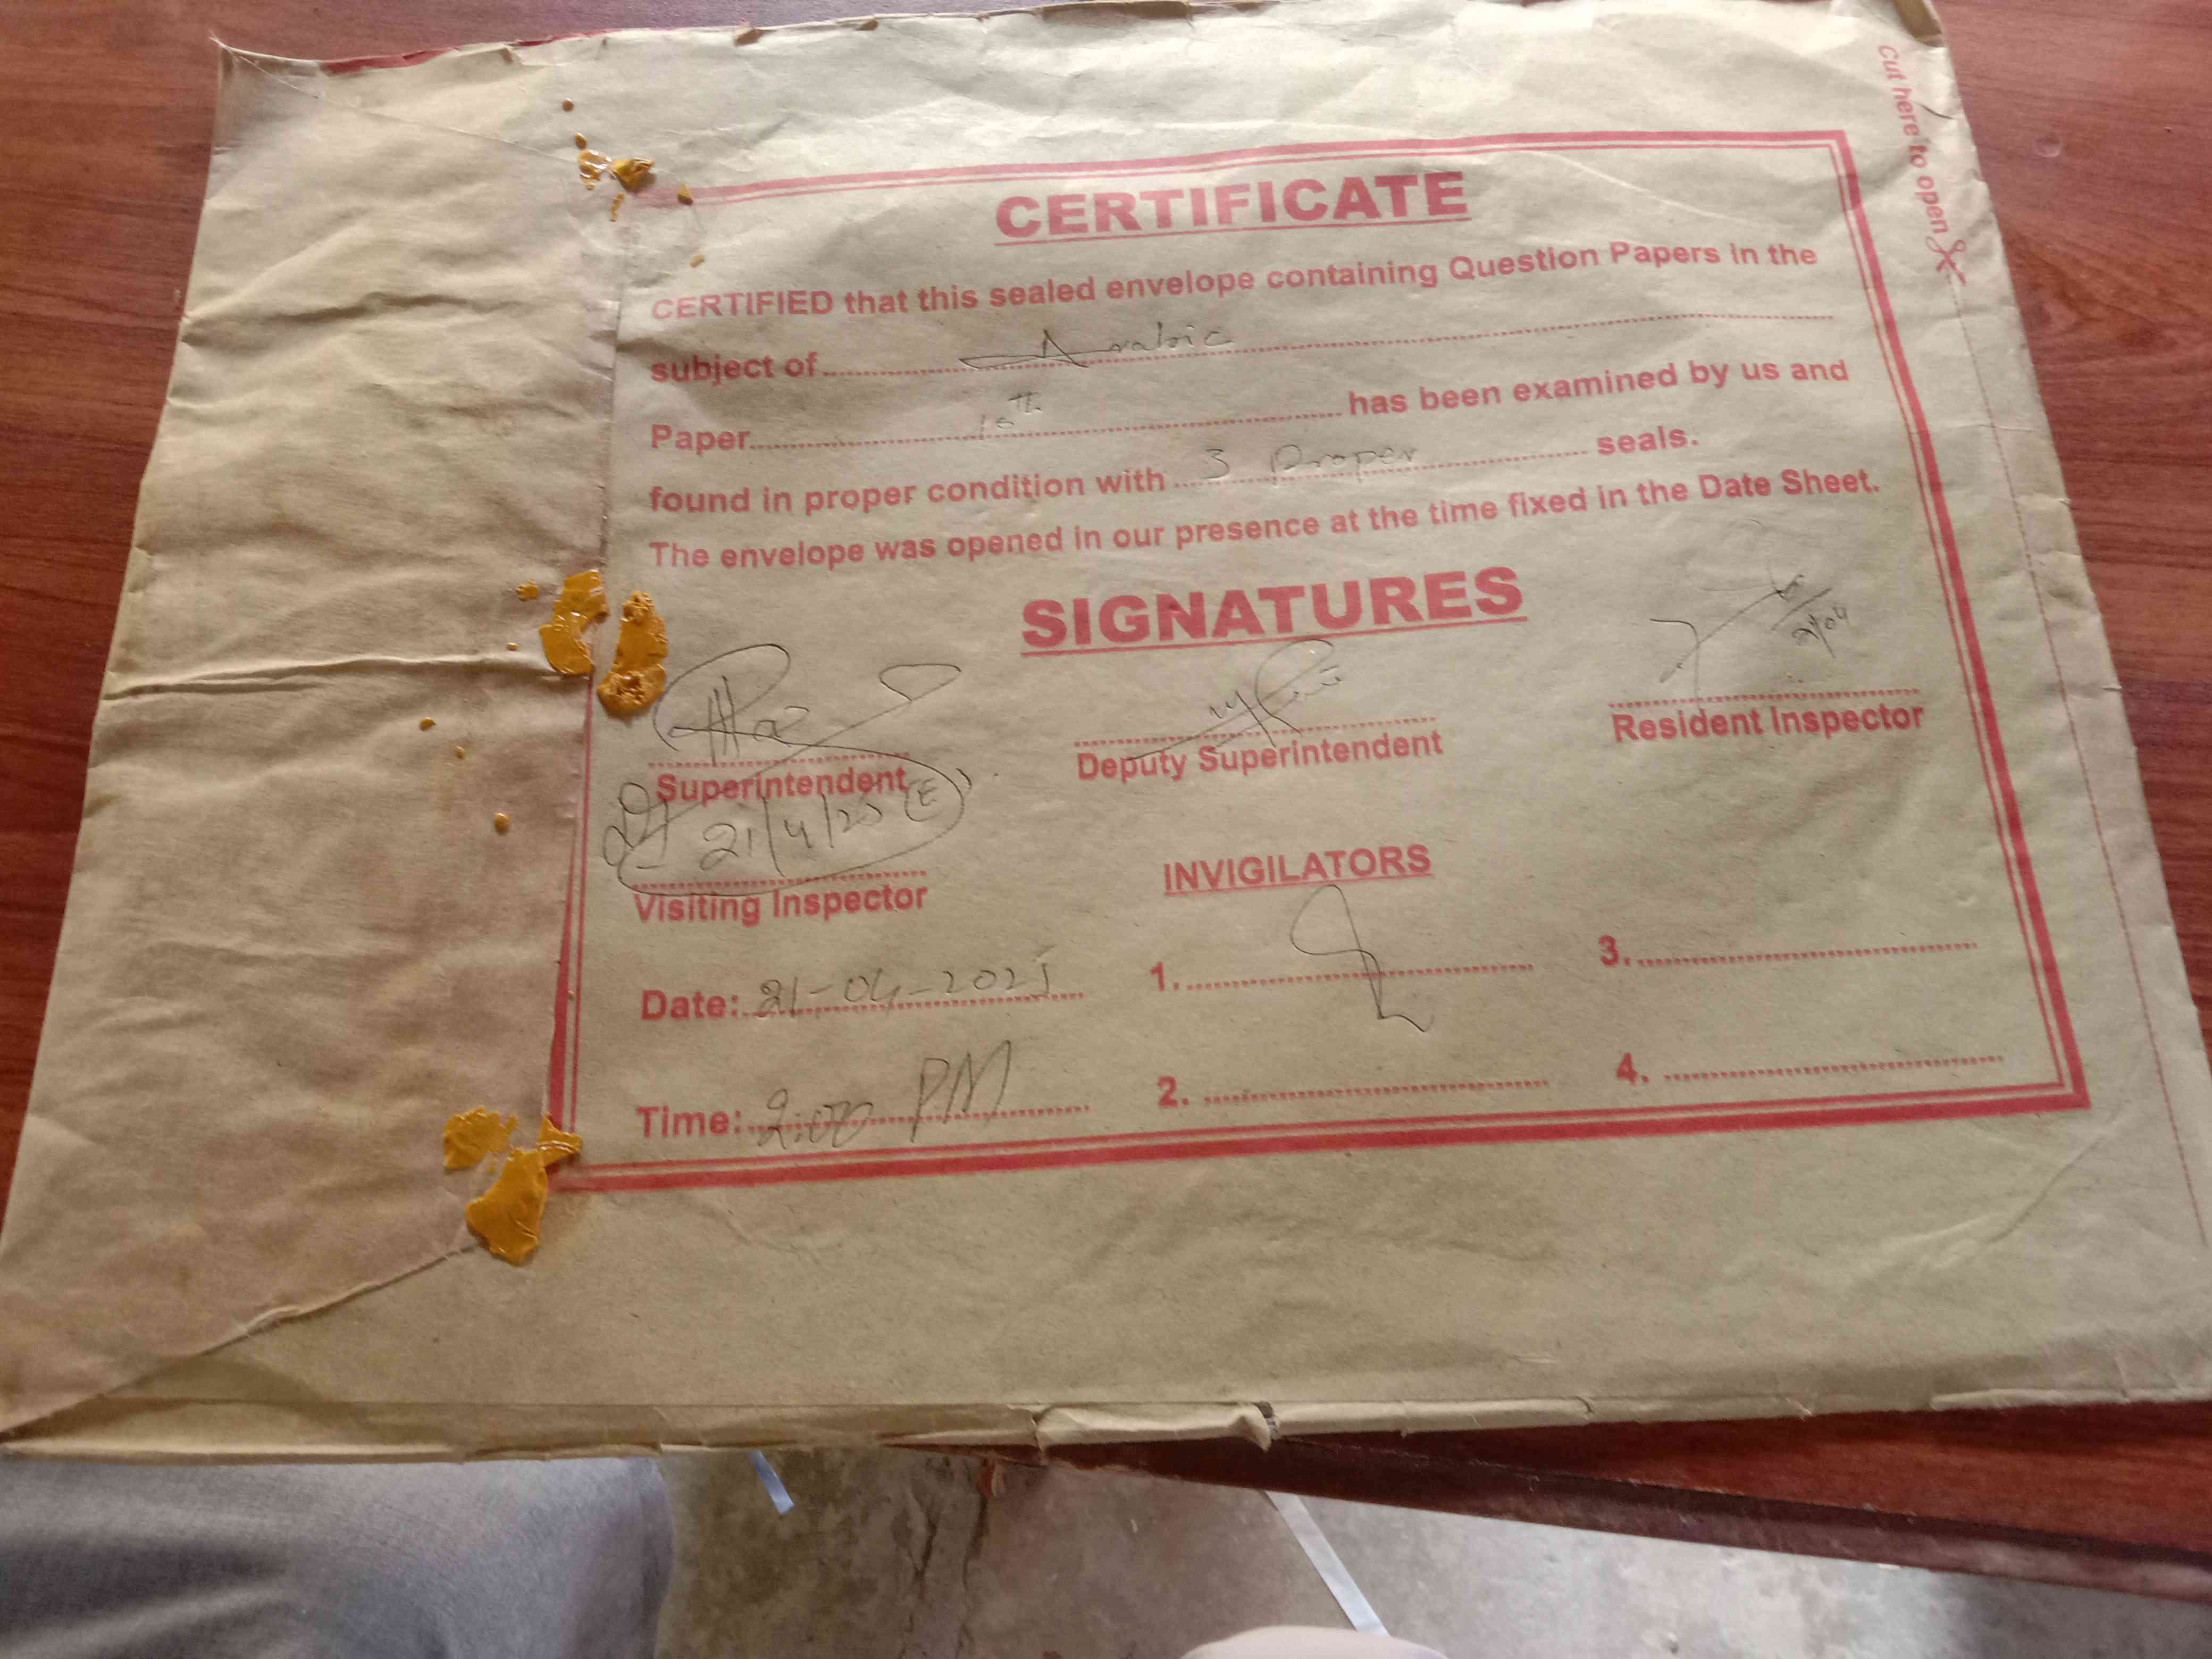 Cut here to open
CERTIFICATE
CERTIFIED that this sealed envelope containing Question Papers in the
subject of Arabic
Paper 10th has been examined by us and
found in proper condition with 3 Proper seals.
The envelope was opened in our presence at the time fixed in the Date Sheet.
SIGNATURES
Superintendent
Deputy Superintendent
Resident Inspector
21/4/25 (E)
Visiting Inspector
INVIGILATORS
Date: 21-04-2025
1.
3.
Time: 2:00 PM
2.
4.